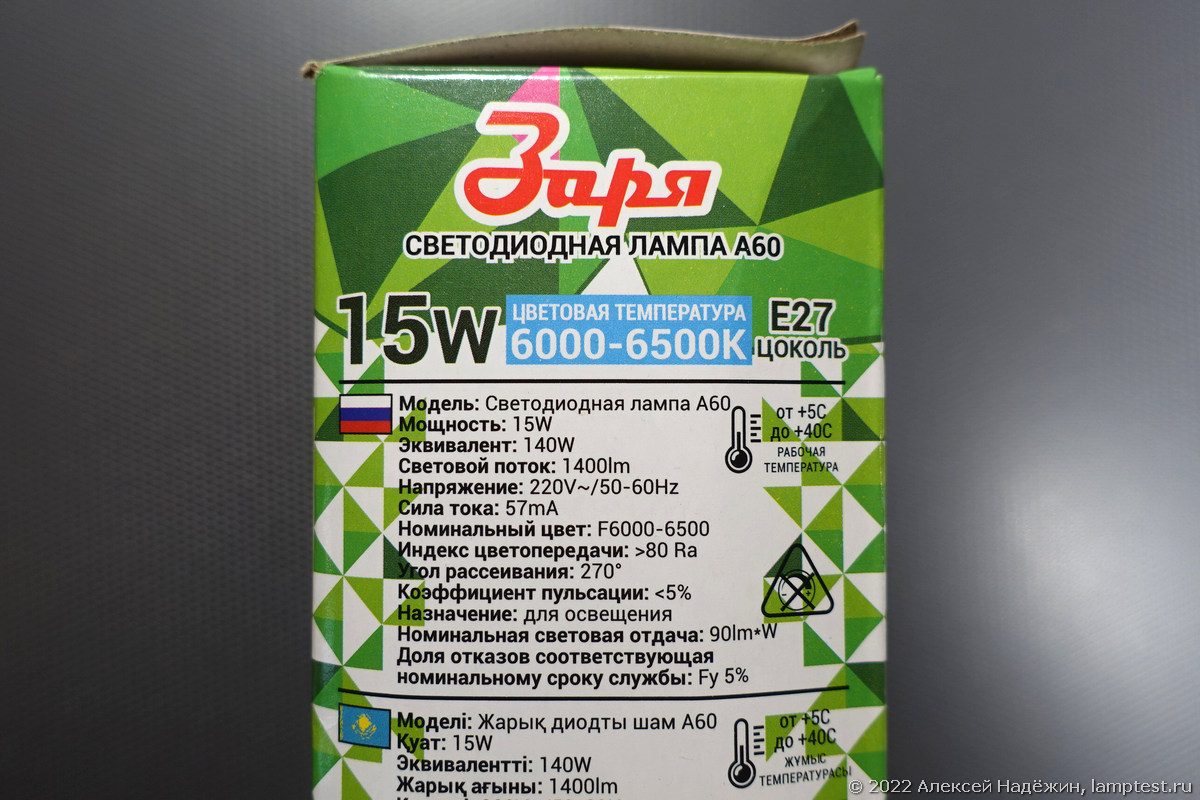 Заря
СВЕТОДИОДНАЯ ЛАМПА А60
15W
ЦВЕТОВАЯ ТЕМПЕРАТУРА
6000-6500К
E27
ЦОКОЛЬ
Модель: Светодиодная лампа А60
Мощность: 15W
Эквивалент: 140W
Световой поток: 1400lm
Напряжение: 220V~/50-60Hz
Сила тока: 57mA
Номинальный цвет: F6000-6500
Индекс цветопередачи: >80 Ra
Угол рассеивания: 270°
Коэффициент пульсации: <5%
Назначение: для освещения
Номинальная световая отдача: 90lm*W
Доля отказов соответствующая
номинальному сроку службы: Fy 5%
от +5С
до +40С
РАБОЧАЯ
ТЕМПЕРАТУРА
Моделі: Жарық диодты шам А60
Қуат: 15W
Эквивалентті: 140W
Жарық ағыны: 1400lm
от +5С
до +40С
ЖҰМЫС
ТЕМПЕРАТУРАСЫ
© 2022 Алексей Надёжин, lamptest.ru